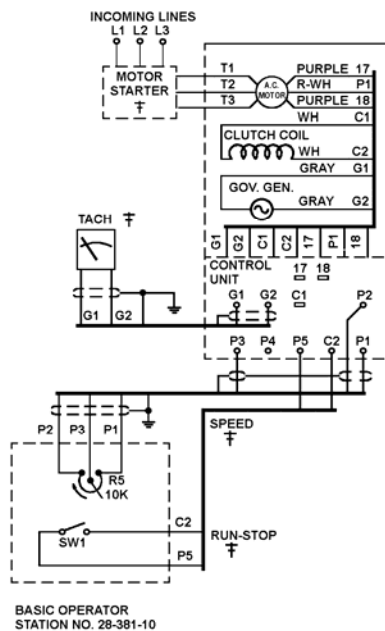 INCOMING LINES
L1 L2 L3
MOTOR
STARTER
T1
T2
T3
A.C.
MOTOR
PURPLE 17
R-WH P1
PURPLE 18
WH C1
CLUTCH COIL
WH C2
GRAY G1
GOV. GEN.
GRAY G2
TACH
G1 G2 C1 C2 17 P1 18
CONTROL
UNIT
17 18
G1 G2 C1 P2
G1 G2
P3 P4 P5 C2 P1
P2 P3 P1
SPEED
R5
10K
SW1
C2
RUN-STOP
P5
BASIC OPERATOR
STATION NO. 28-381-10